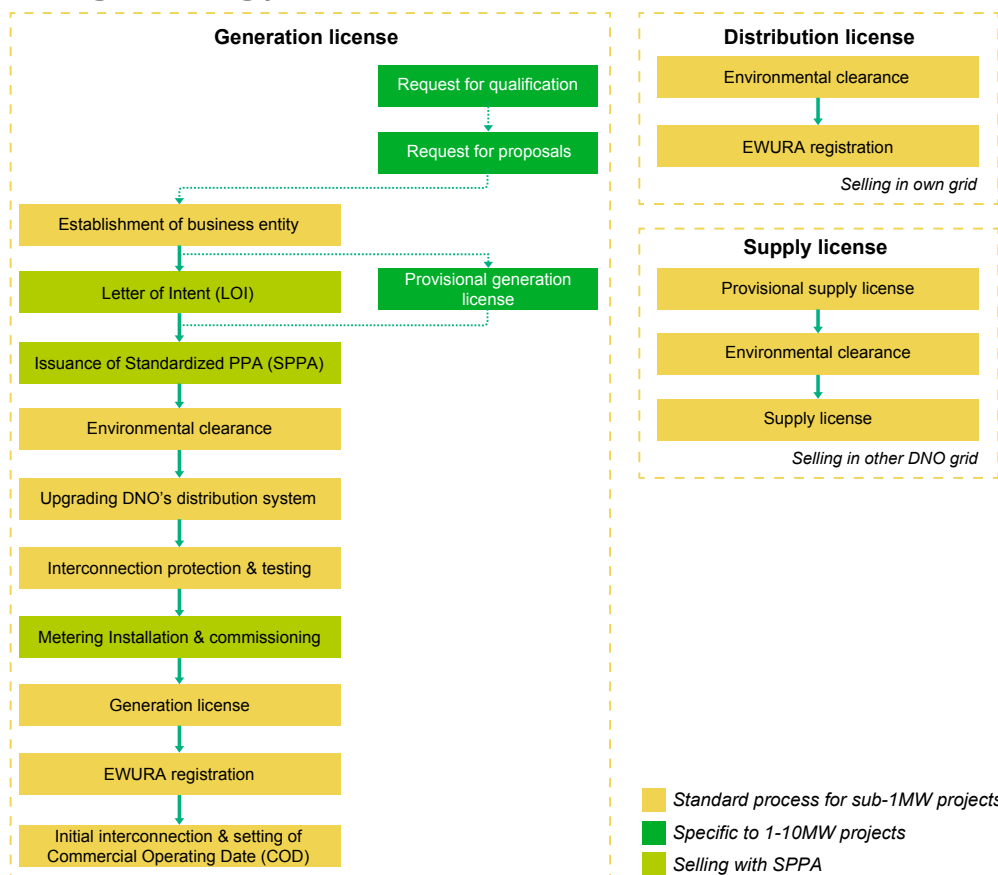 Generation license
Request for qualification
Request for proposals
Establishment of business entity
Letter of Intent (LOI)
Provisional generation
license
Issuance of Standardized PPA (SPPA)
Environmental clearance
Upgrading DNO's distribution system
Interconnection protection & testing
Metering Installation & commissioning
Generation license
EWURA registration
Initial interconnection & setting of
Commercial Operating Date (COD)
Distribution license
Environmental clearance
EWURA registration
Selling in own grid
Supply license
Provisional supply license
Environmental clearance
Supply license
Selling in other DNO grid
Standard process for sub-1MW projects
Specific to 1-10MW projects
Selling with SPPA